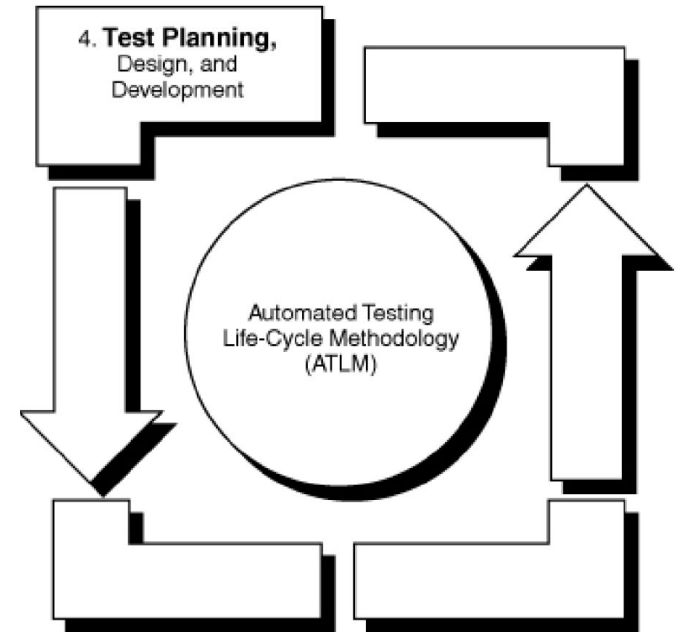 4. Test Planning,
Design, and
Development
Automated Testing
Life-Cycle Methodology
(ATLM)